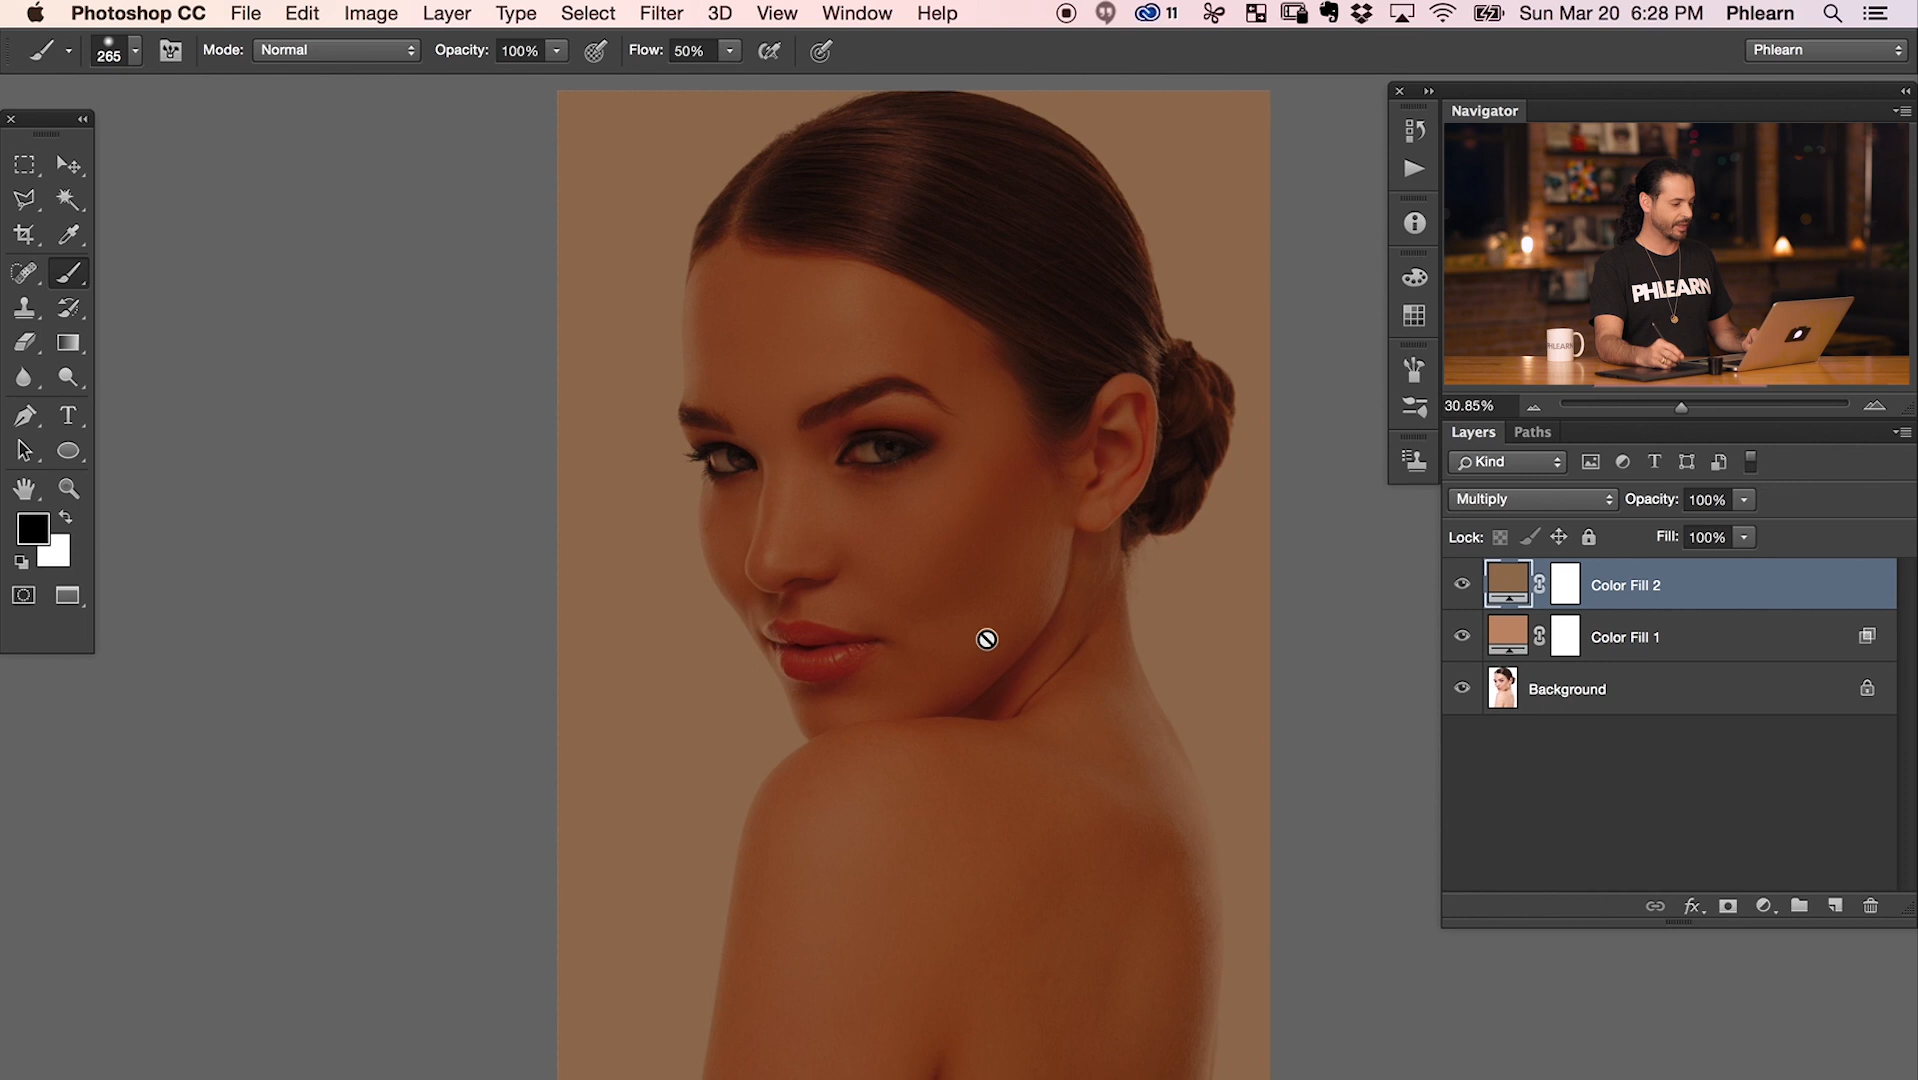 Photoshop CC File Edit Image Layer Type Select Filter 3D View Window Help 11 Sun Mar 20 6:28 PM Phlearn
265 Mode: Normal Opacity: 100% Flow: 50% Phlearn
Navigator
PHLEARN
PHLEARN
30.85%
Layers Paths
Kind
Multiply Opacity: 100%
Lock: Fill: 100%
Color Fill 2
Color Fill 1
Background